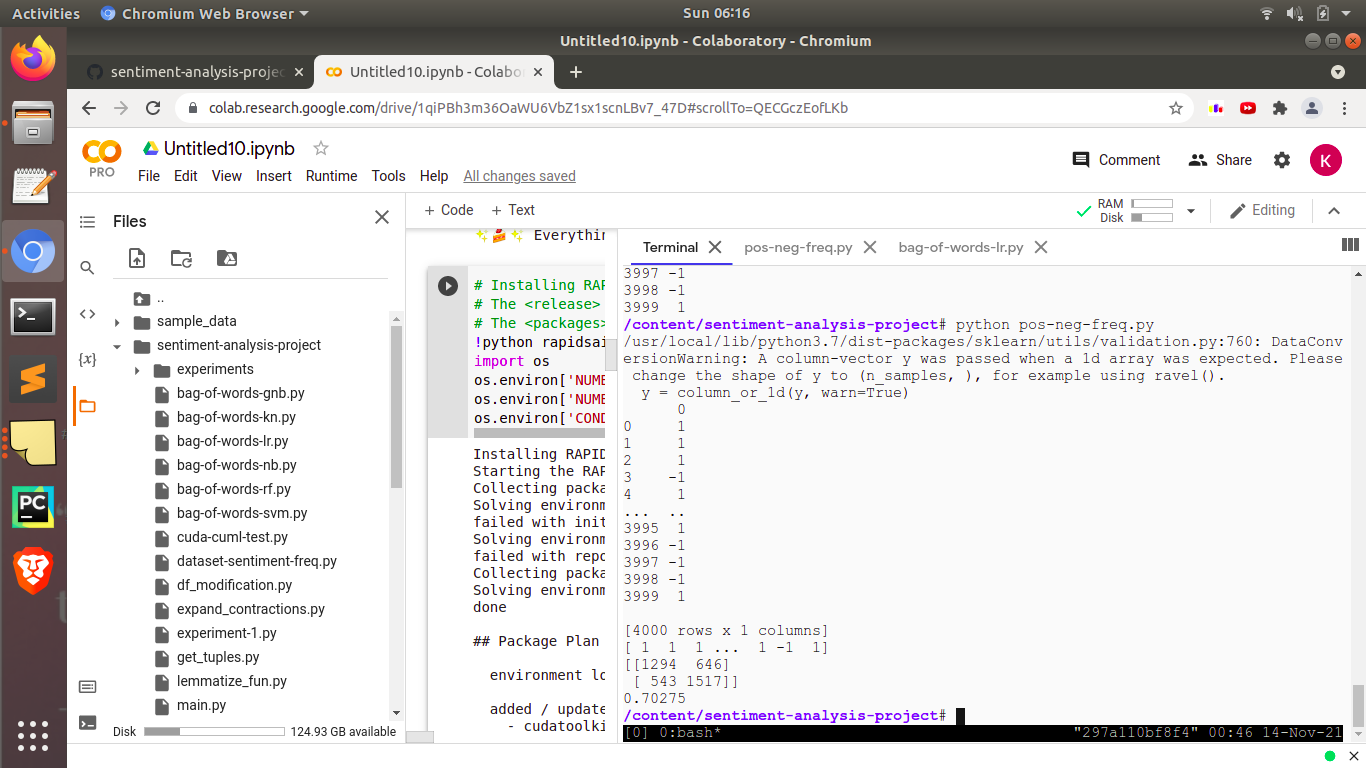 Activities
Chromium Web Browser
Sun 06:16
Untitled10.ipynb - Colaboratory - Chromium
sentiment-analysis-projec
Untitled10.ipynb - Colabo
colab.research.google.com/drive/1qiPBh3m36OaWU6VbZ1sx1scnLBv7_47D#scrollTo=QECGczEofLKb
PRO
Untitled10.ipynb
File Edit View Insert Runtime Tools Help All changes saved
Comment
Share
K
Files
+ Code + Text
RAM
Disk
Editing
..
sample_data
sentiment-analysis-project
experiments
bag-of-words-gnb.py
bag-of-words-kn.py
bag-of-words-lr.py
bag-of-words-nb.py
bag-of-words-rf.py
bag-of-words-svm.py
cuda-cuml-test.py
dataset-sentiment-freq.py
df_modification.py
expand_contractions.py
experiment-1.py
get_tuples.py
lemmatize_fun.py
main.py
Disk 124.93 GB available
{x}
PC
Everythin
# Installing RAP
# The <release>
# The <packages>
!python rapidsai
import os
os.environ['NUMB
os.environ['NUMB
os.environ['COND
Installing RAPID
Starting the RAP
Collecting packa
Solving environm
failed with init
Solving environm
failed with repo
Collecting packa
Solving environm
done
## Package Plan
environment lo
added / update
- cudatoolki
Terminal
pos-neg-freq.py
bag-of-words-lr.py
3997 -1
3998 -1
3999 1
/content/sentiment-analysis-project# python pos-neg-freq.py
/usr/local/lib/python3.7/dist-packages/sklearn/utils/validation.py:760: DataConv
ersionWarning: A column-vector y was passed when a 1d array was expected. Please
change the shape of y to (n_samples, ), for example using ravel().
y = column_or_1d(y, warn=True)
0
0 1
1 1
2 1
3 -1
4 1
... ..
3995 1
3996 -1
3997 -1
3998 -1
3999 1
[4000 rows x 1 columns]
[ 1 1 1 ... 1 -1 1]
[[1294 646]
[ 543 1517]]
0.70275
/content/sentiment-analysis-project#
[0] 0:bash* "297a110bf8f4" 00:46 14-Nov-21